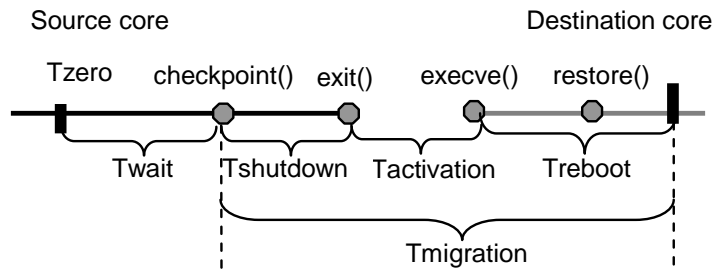 Source core
Destination core
Tzero
checkpoint()
exit()
execve()
restore()
Twait
Tshutdown
Tactivation
Treboot
Tmigration